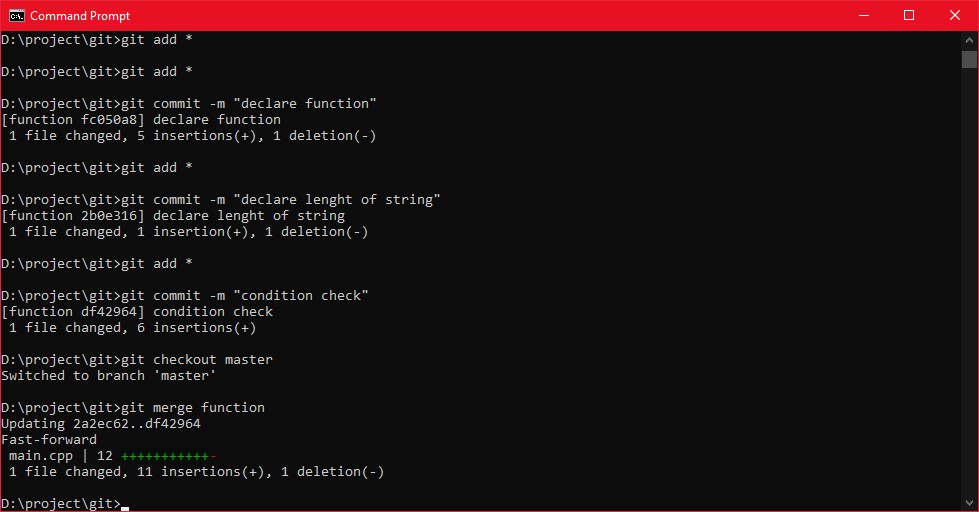 Command Prompt
D:\project\git>git add *
D:\project\git>git add *
D:\project\git>git commit -m "declare function"
[function fc050a8] declare function
 1 file changed, 5 insertions(+), 1 deletion(-)
D:\project\git>git add *
D:\project\git>git commit -m "declare lenght of string"
[function 2b0e316] declare lenght of string
 1 file changed, 1 insertion(+), 1 deletion(-)
D:\project\git>git add *
D:\project\git>git commit -m "condition check"
[function df42964] condition check
 1 file changed, 6 insertions(+)
D:\project\git>git checkout master
Switched to branch 'master'
D:\project\git>git merge function
Updating 2a2ec62..df42964
Fast-forward
 main.cpp | 12 +++++++++++-
 1 file changed, 11 insertions(+), 1 deletion(-)
D:\project\git>